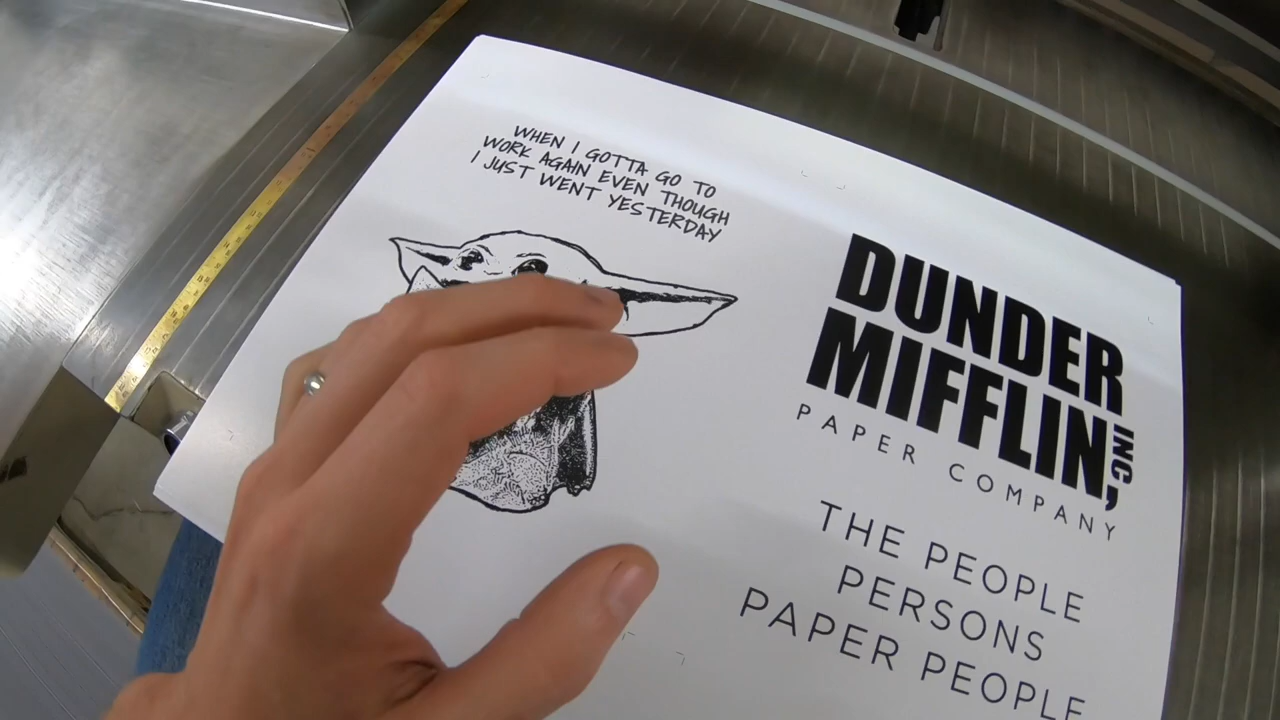 WHEN I GOTTA GO TO
WORK AGAIN EVEN THOUGH
I JUST WENT YESTERDAY
DUNDER
MIFFLIN, INC
PAPER COMPANY
THE PEOPLE
PERSONS
PAPER PEOPLE